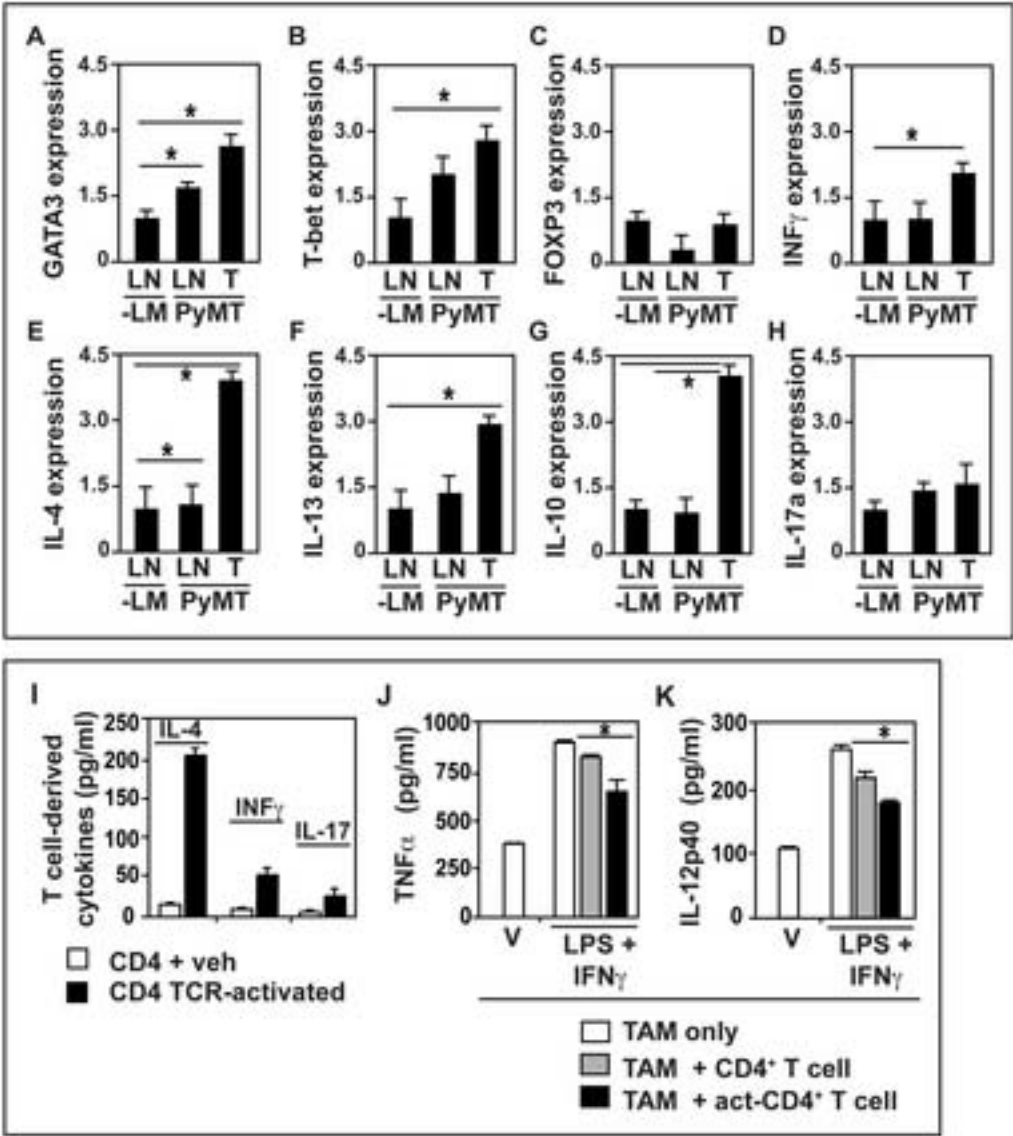 A
GATA3 expression
4.5
3.0
1.5
0
*
*
LN LN T
-LM PyMT
B
T-bet expression
4.5
3.0
1.5
0
*
LN LN T
-LM PyMT
C
FOXP3 expression
4.5
3.0
1.5
0
LN LN T
-LM PyMT
D
INFγ expression
4.5
3.0
1.5
0
*
LN LN T
-LM PyMT
E
IL-4 expression
4.5
3.0
1.5
0
*
*
LN LN T
-LM PyMT
F
IL-13 expression
4.5
3.0
1.5
0
*
LN LN T
-LM PyMT
G
IL-10 expression
4.5
3.0
1.5
0
*
LN LN T
-LM PyMT
H
IL-17a expression
4.5
3.0
1.5
0
LN LN T
-LM PyMT
I
T cell-derived
cytokines (pg/ml)
250
200
150
100
50
0
IL-4
INFγ
IL-17
CD4 + veh
CD4 TCR-activated
J
TNFα (pg/ml)
1000
750
500
250
0
*
V LPS +
IFNγ
K
IL-12p40 (pg/ml)
300
200
100
0
*
V LPS +
IFNγ
TAM only
TAM + CD4⁺ T cell
TAM + act-CD4⁺ T cell